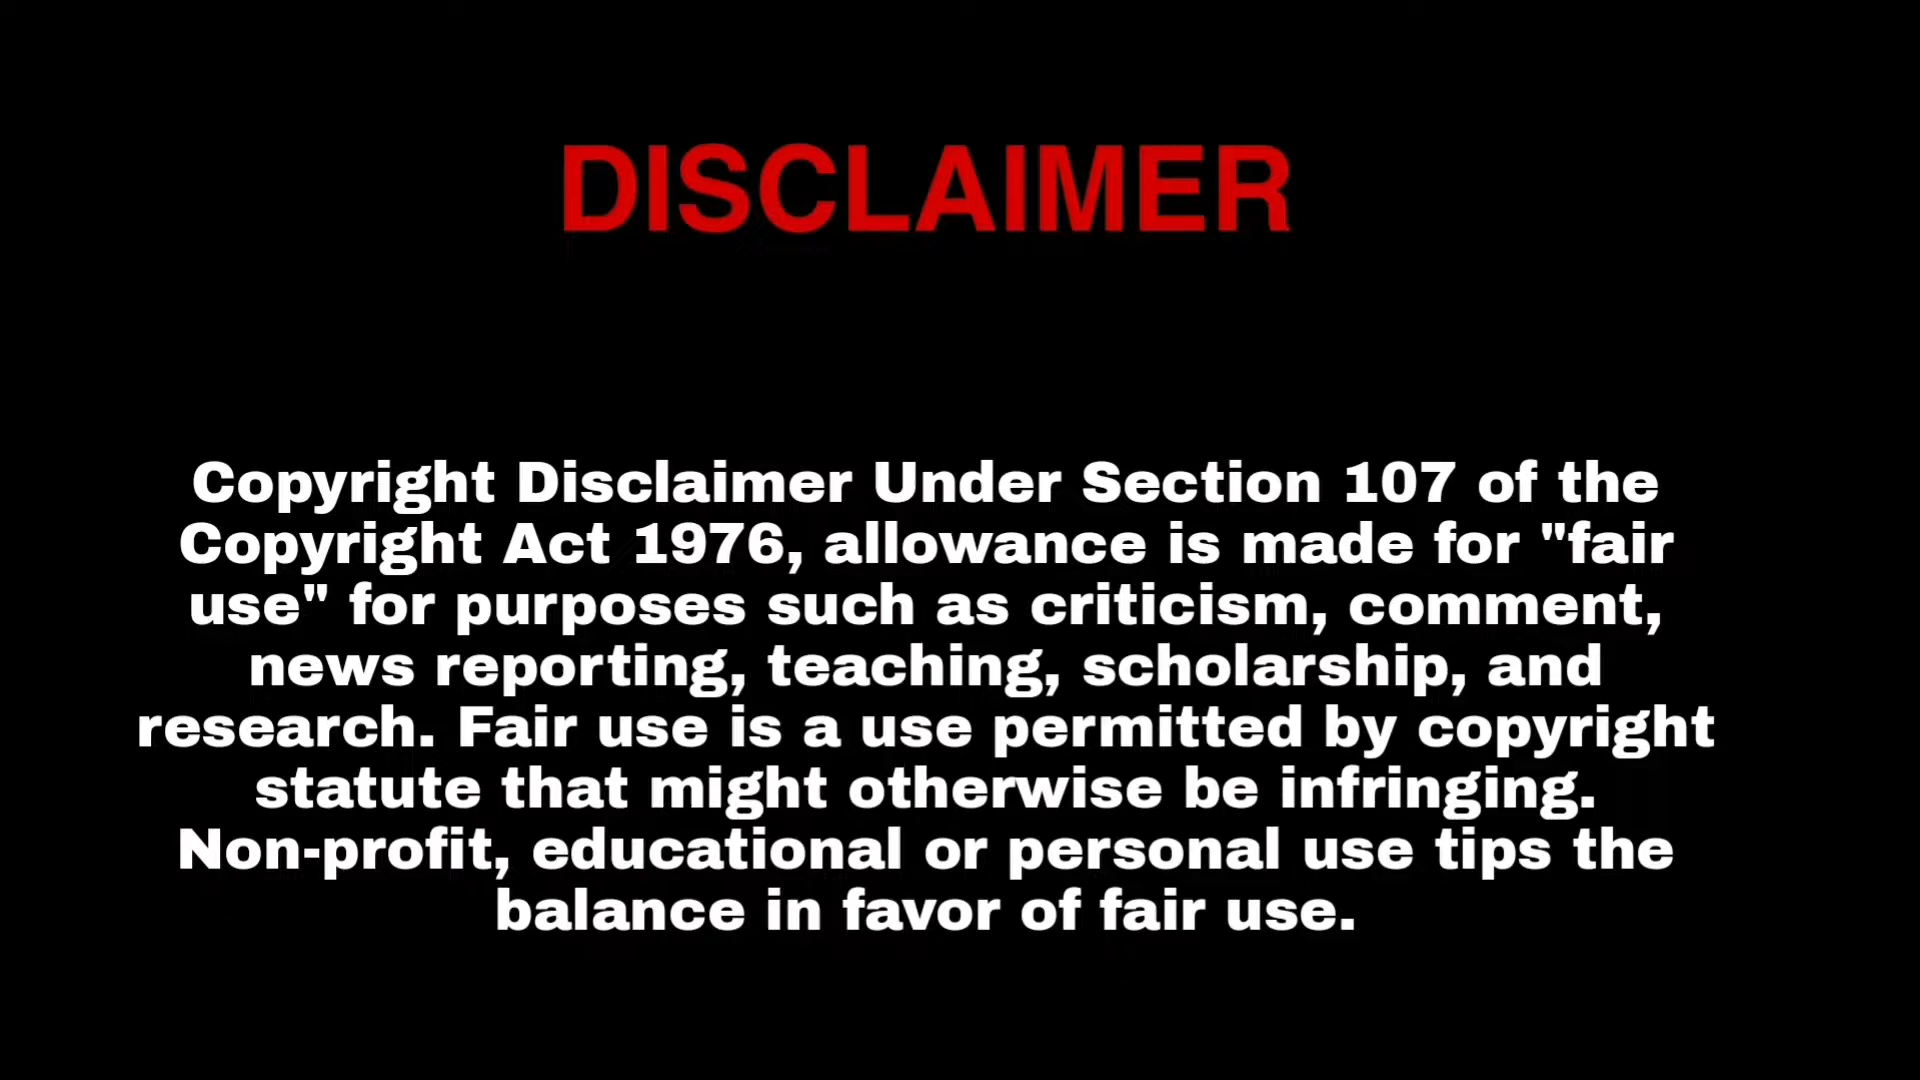 DISCLAIMER
Copyright Disclaimer Under Section 107 of the
Copyright Act 1976, allowance is made for "fair
use" for purposes such as criticism, comment,
news reporting, teaching, scholarship, and
research. Fair use is a use permitted by copyright
statute that might otherwise be infringing.
Non-profit, educational or personal use tips the
balance in favor of fair use.